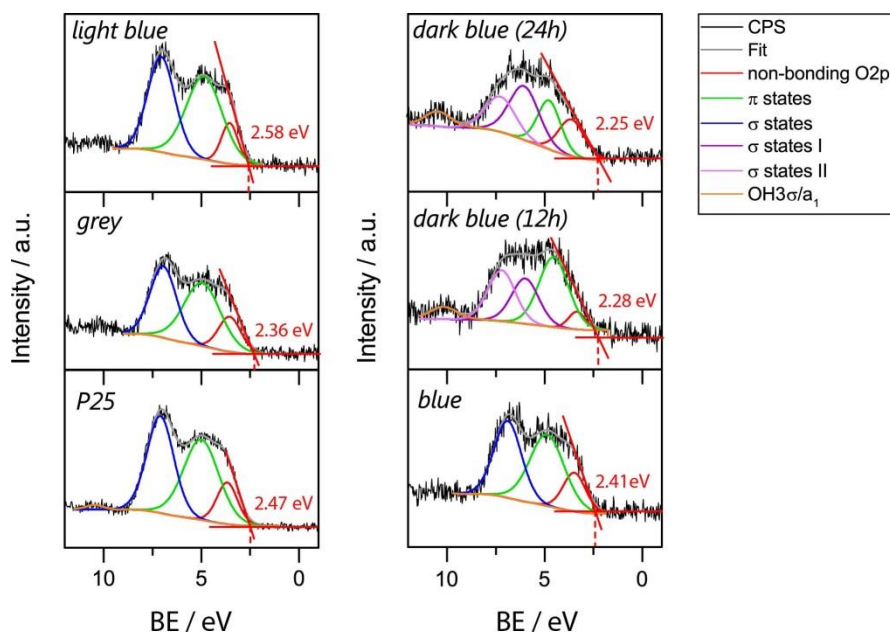 light blue
2.58 eV
grey
2.36 eV
P25
2.47 eV
Intensity / a.u.
10 5 0
BE / eV
dark blue (24h)
2.25 eV
dark blue (12h)
2.28 eV
blue
2.41eV
Intensity / a.u.
10 5 0
BE / eV
CPS
Fit
non-bonding O2p
π states
σ states
σ states I
σ states II
OH3σ/a₁